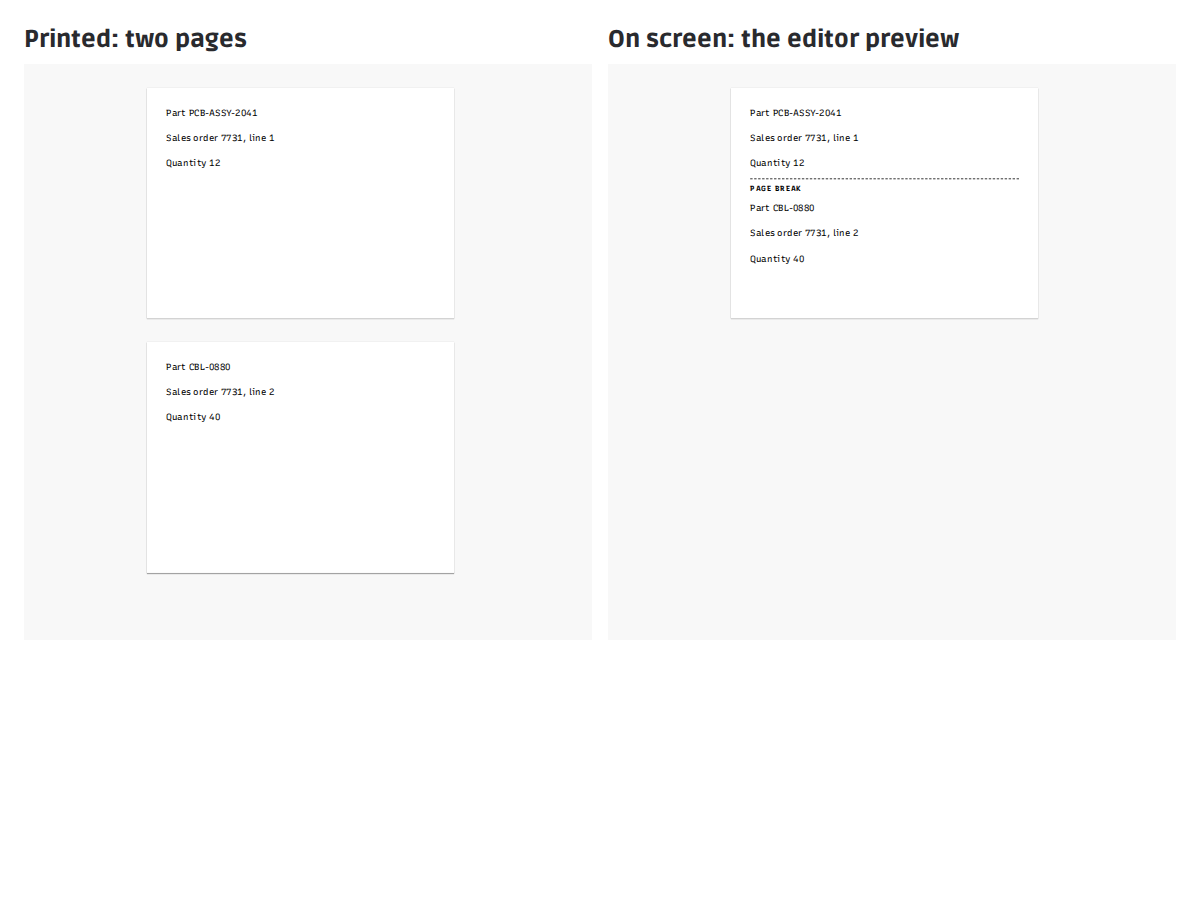 Printed: two pages
Part PCB-ASSY-2041
Sales order 7731, line 1
Quantity 12
Part CBL-0880
Sales order 7731, line 2
Quantity 40
On screen: the editor preview
Part PCB-ASSY-2041
Sales order 7731, line 1
Quantity 12
PAGE BREAK
Part CBL-0880
Sales order 7731, line 2
Quantity 40